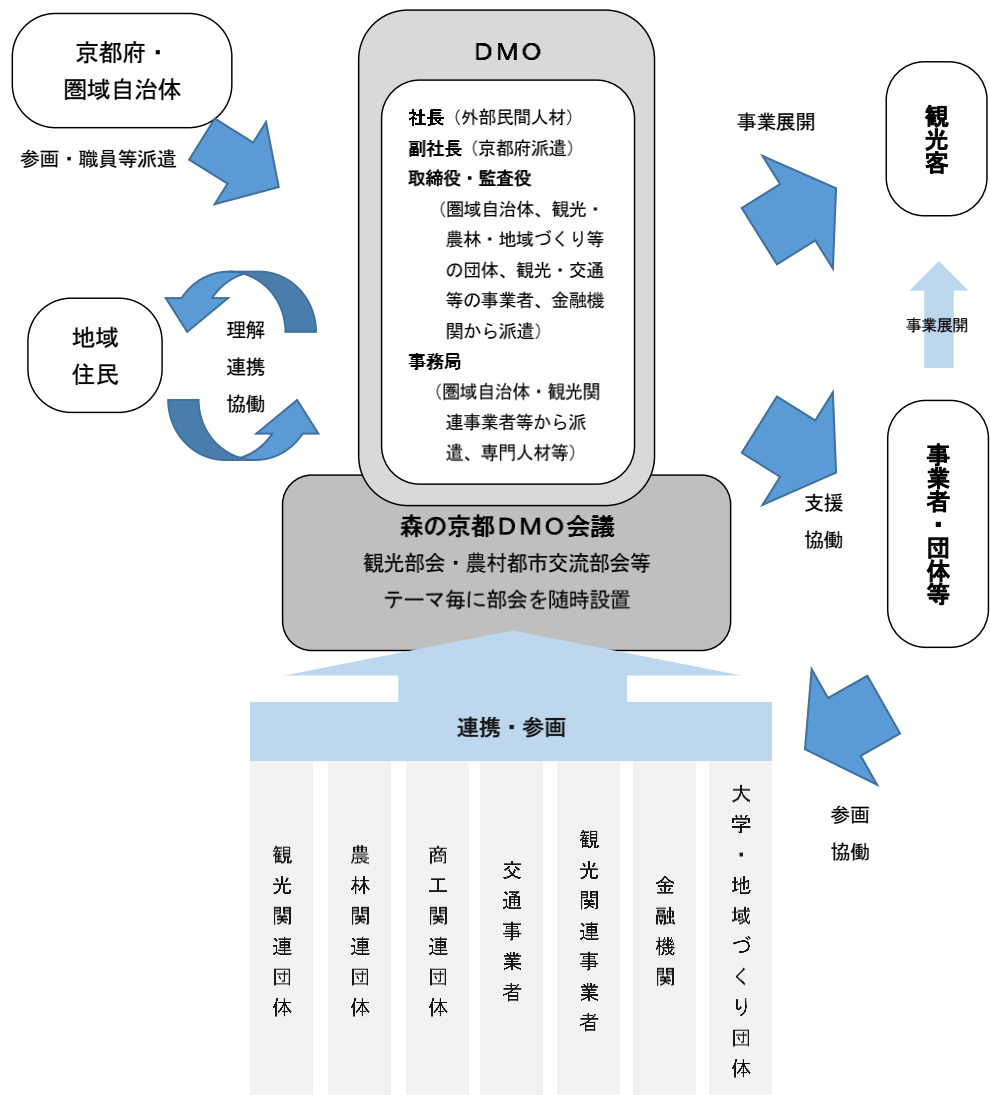 京都府・
圏域自治体
参画・職員等派遣
地域
住民
理解
連携
協働
DMO
社長（外部民間人材）
副社長（京都府派遣）
取締役・監査役
（圏域自治体、観光・
農林・地域づくり等
の団体、観光・交通
等の事業者、金融機
関から派遣）
事務局
（圏域自治体・観光関
連事業者等から派
遣、専門人材等）
森の京都DMO会議
観光部会・農村都市交流部会等
テーマ毎に部会を随時設置
事業展開
観光客
事業展開
事業者・団体等
支援
協働
参画
協働
連携・参画
観光関連団体
農林関連団体
商工関連団体
交通事業者
観光関連事業者
金融機関
大学・地域づくり団体